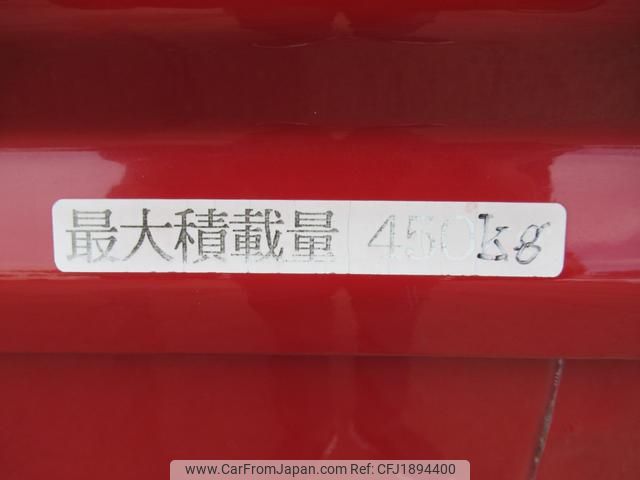 最大積載量 450kg
www.CarFromJapan.com Ref: CFJ1894400